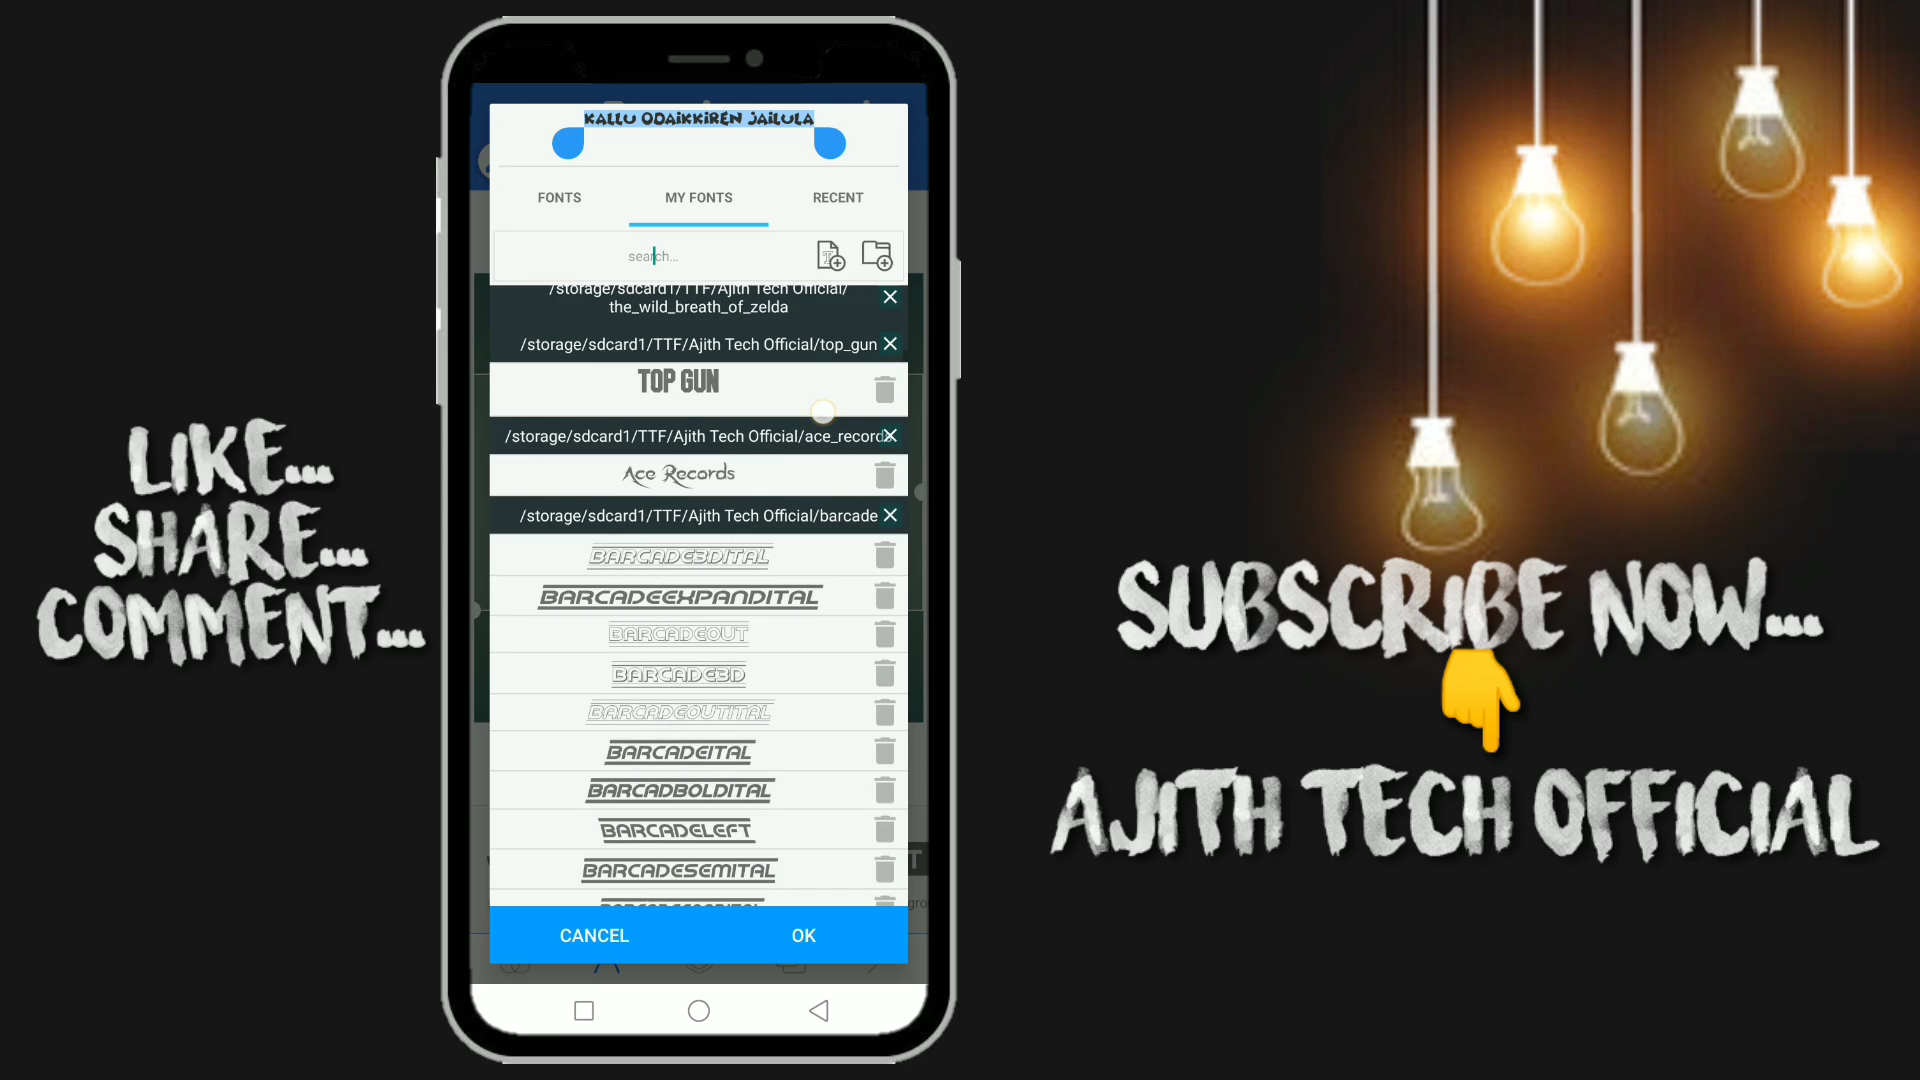 LIKE...
SHARE...
COMMENT...
KALLU ODAIKKIREN JAILULA
FONTS
MY FONTS
RECENT
search...
/storage/sdcard1/TTF/Ajith Tech Official/
the_wild_breath_of_zelda
/storage/sdcard1/TTF/Ajith Tech Official/top_gun
TOP GUN
/storage/sdcard1/TTF/Ajith Tech Official/ace_records
Ace Records
/storage/sdcard1/TTF/Ajith Tech Official/barcade
BARCADE3DITAL
BARCADEEXPANDITAL
BARCADEOUT
BARCADE3D
BARCADEOUTITAL
BARCADEITAL
BARCADBOLDITAL
BARCADELEFT
BARCADESEMITAL
CANCEL
OK
SUBSCRIBE NOW...
AJITH TECH OFFICIAL